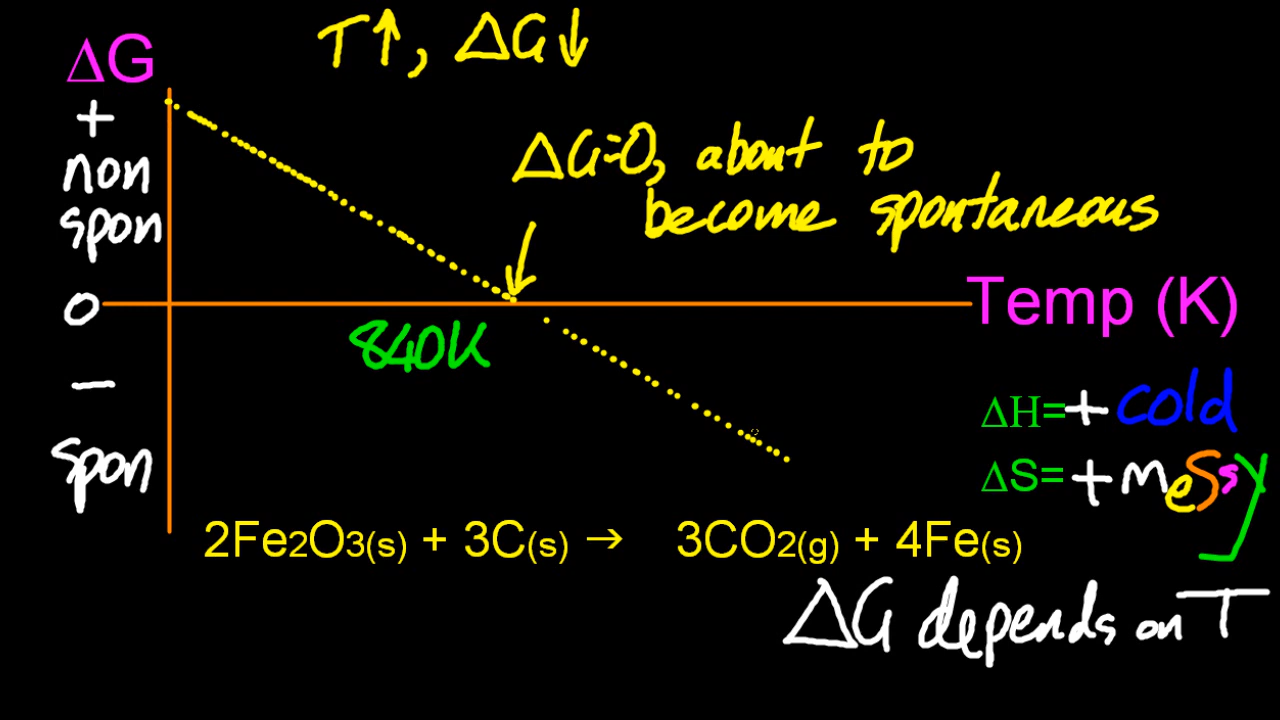 T↑, ΔG↓
ΔG
+
non
spon
ΔG=0, about to
become spontaneous
0
Temp (K)
840K
−
ΔH=+ cold
spon
ΔS=+ messy
2Fe2O3(s) + 3C(s) → 3CO2(g) + 4Fe(s)
ΔG depends on T